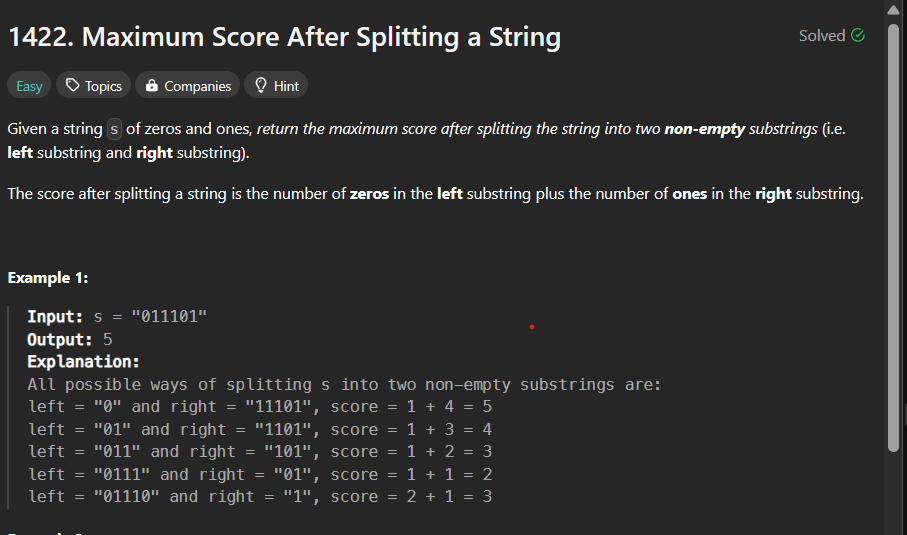 1422. Maximum Score After Splitting a String
Solved
Easy Topics Companies Hint
Given a string s of zeros and ones, return the maximum score after splitting the string into two non-empty substrings (i.e.
left substring and right substring).
The score after splitting a string is the number of zeros in the left substring plus the number of ones in the right substring.
Example 1:
Input: s = "011101"
Output: 5
Explanation:
All possible ways of splitting s into two non-empty substrings are:
left = "0" and right = "11101", score = 1 + 4 = 5
left = "01" and right = "1101", score = 1 + 3 = 4
left = "011" and right = "101", score = 1 + 2 = 3
left = "0111" and right = "01", score = 1 + 1 = 2
left = "01110" and right = "1", score = 2 + 1 = 3